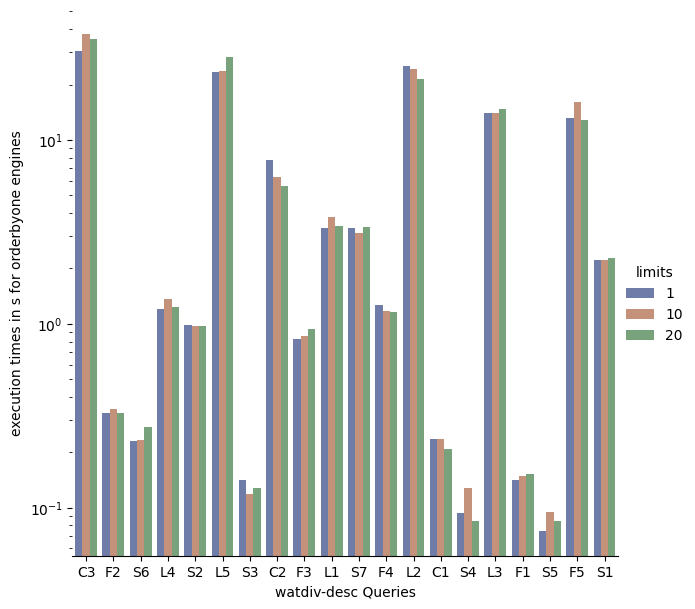 execution times in s for orderbyone engines
10¹
10⁰
10⁻¹
C3 F2 S6 L4 S2 L5 S3 C2 F3 L1 S7 F4 L2 C1 S4 L3 F1 S5 F5 S1
watdiv-desc Queries
limits
1
10
20